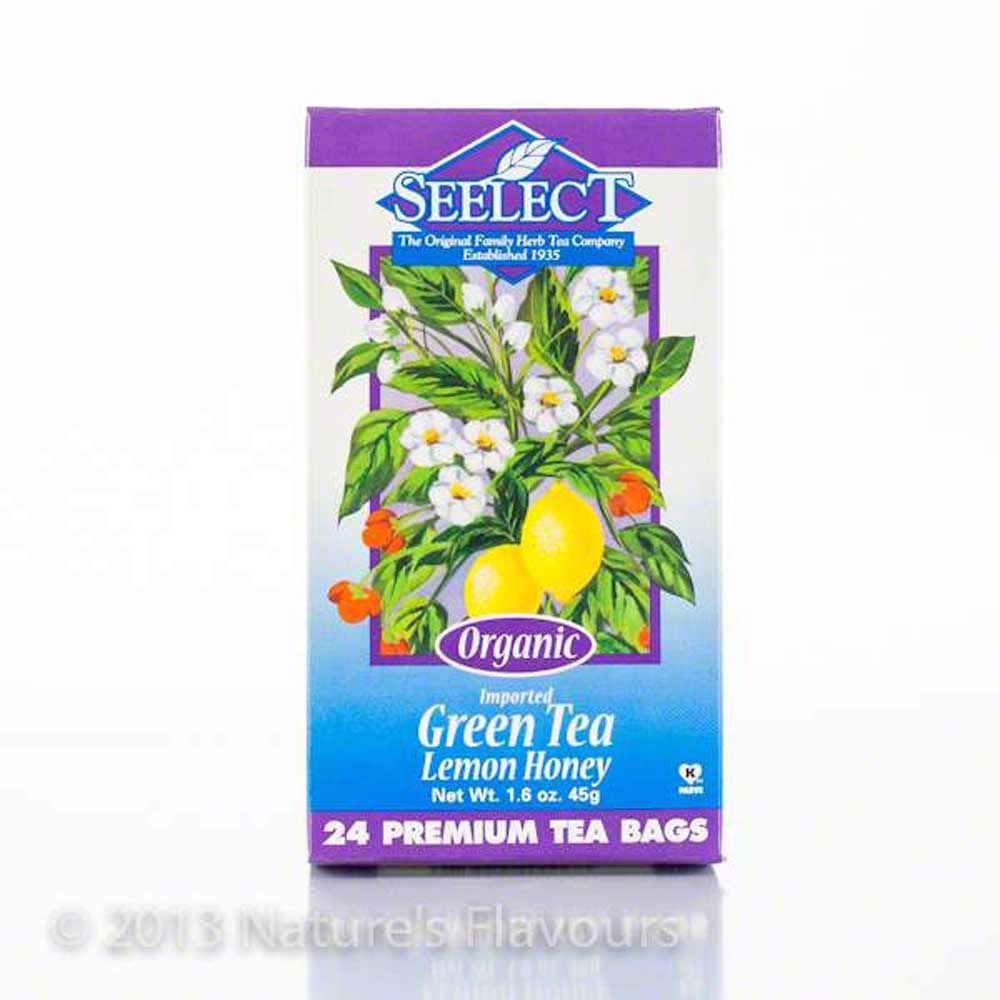 SEELECT
The Original Family Herb Tea Company
Established 1935
Organic
Imported
Green Tea
Lemon Honey
Net Wt. 1.6 oz. 45g
K
PARVE
24 PREMIUM TEA BAGS
© 2013 Nature's Flavours